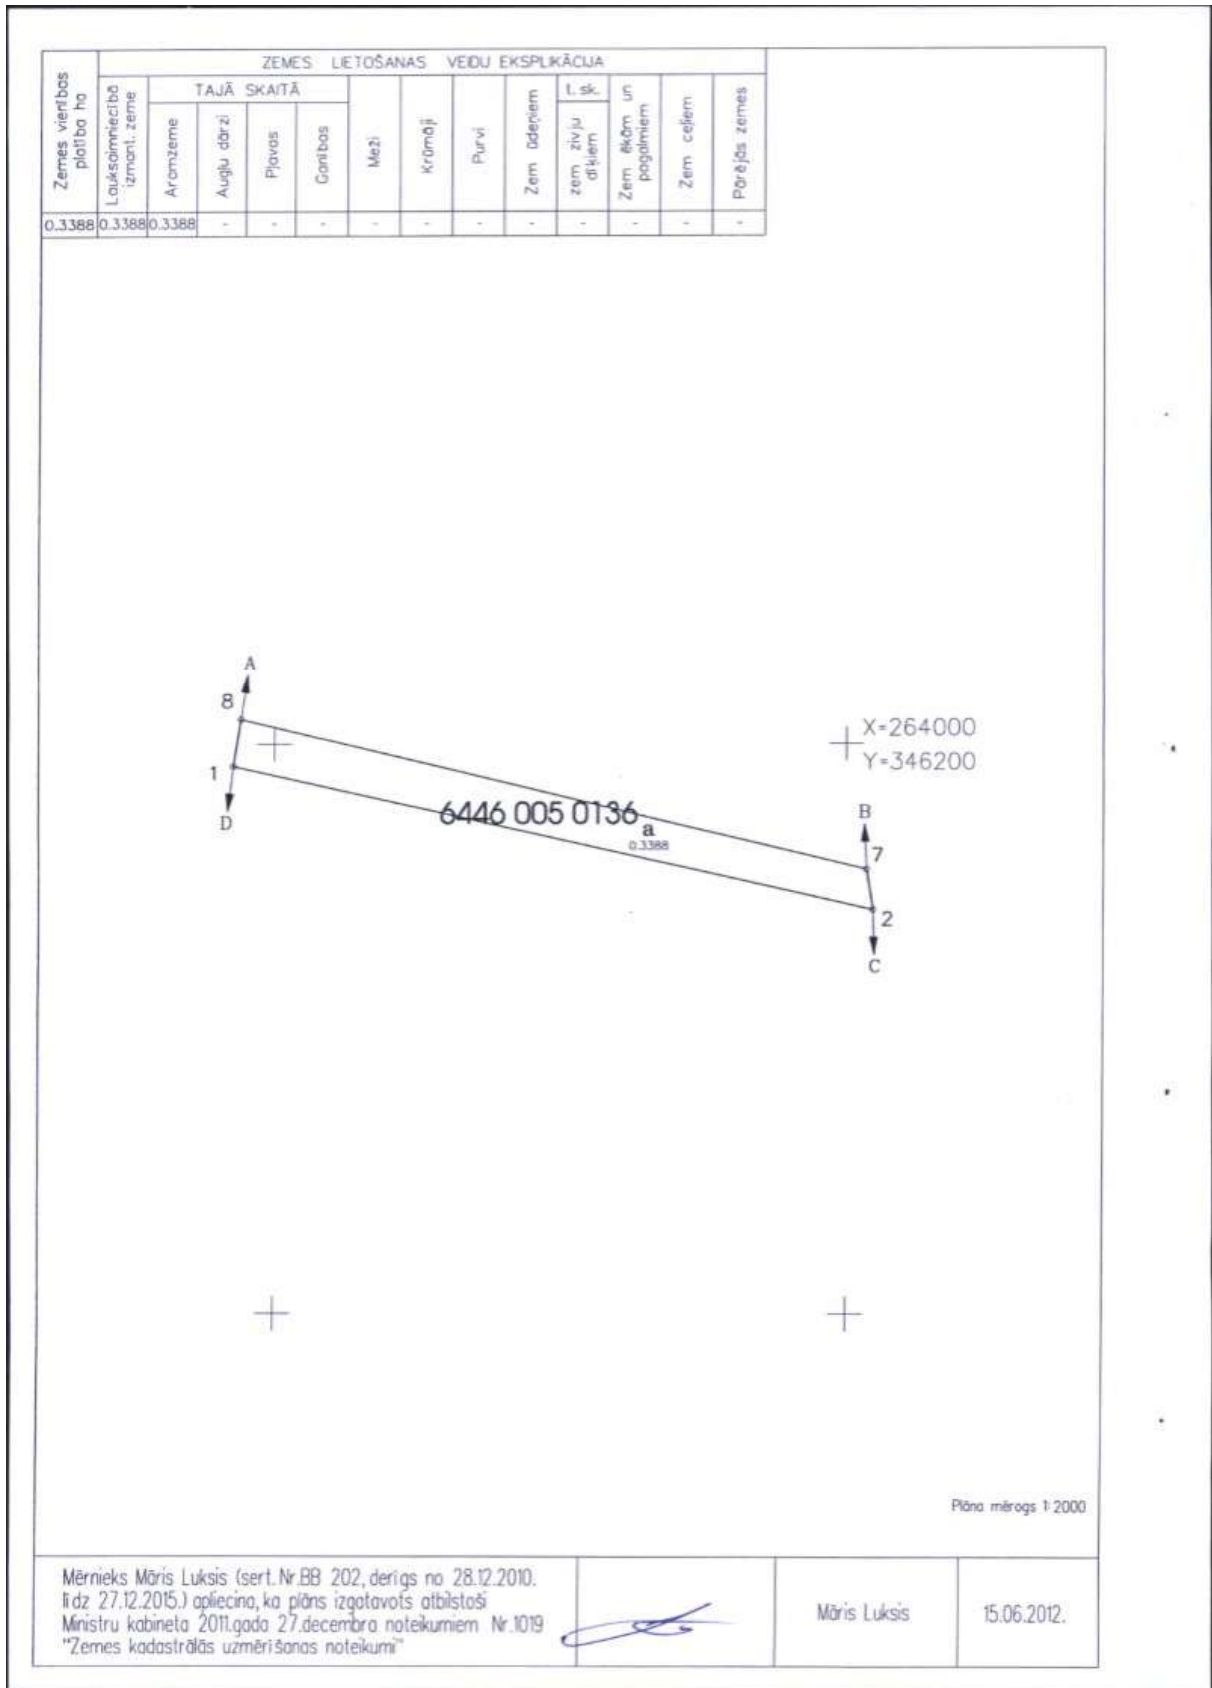 ZEMES LIETOŠANAS VEIDU EKSPLIKĀCIJA
Zemes vienības
platība ha
Lauksaimniecībā
izmant. zeme
TAJĀ SKAITĀ
Aramzeme
Augļu dārzi
Pļavas
Ganības
Meži
Krūmāji
Purvi
Zem ūdeņiem
t. sk.
zem zivju
dīķiem
Zem ēkām un
pagalmiem
Zem ceļiem
Pārējās zemes
0.3388 0.3388 0.3388 - - - - - - - - - - -
A
8
X=264000
Y=346200
1
D
6446 005 0136
a
0.3388
B
7
2
C
Plāna mērogs 1:2000
Mērnieks Māris Luksis (sert.Nr.BB 202, derīgs no 28.12.2010.
līdz 27.12.2015.) apliecina, ka plāns izgatavots atbilstoši
Ministru kabineta 2011.gada 27.decembra noteikumiem Nr.1019
"Zemes kadastrālās uzmērīšanas noteikumi"
Māris Luksis
15.06.2012.